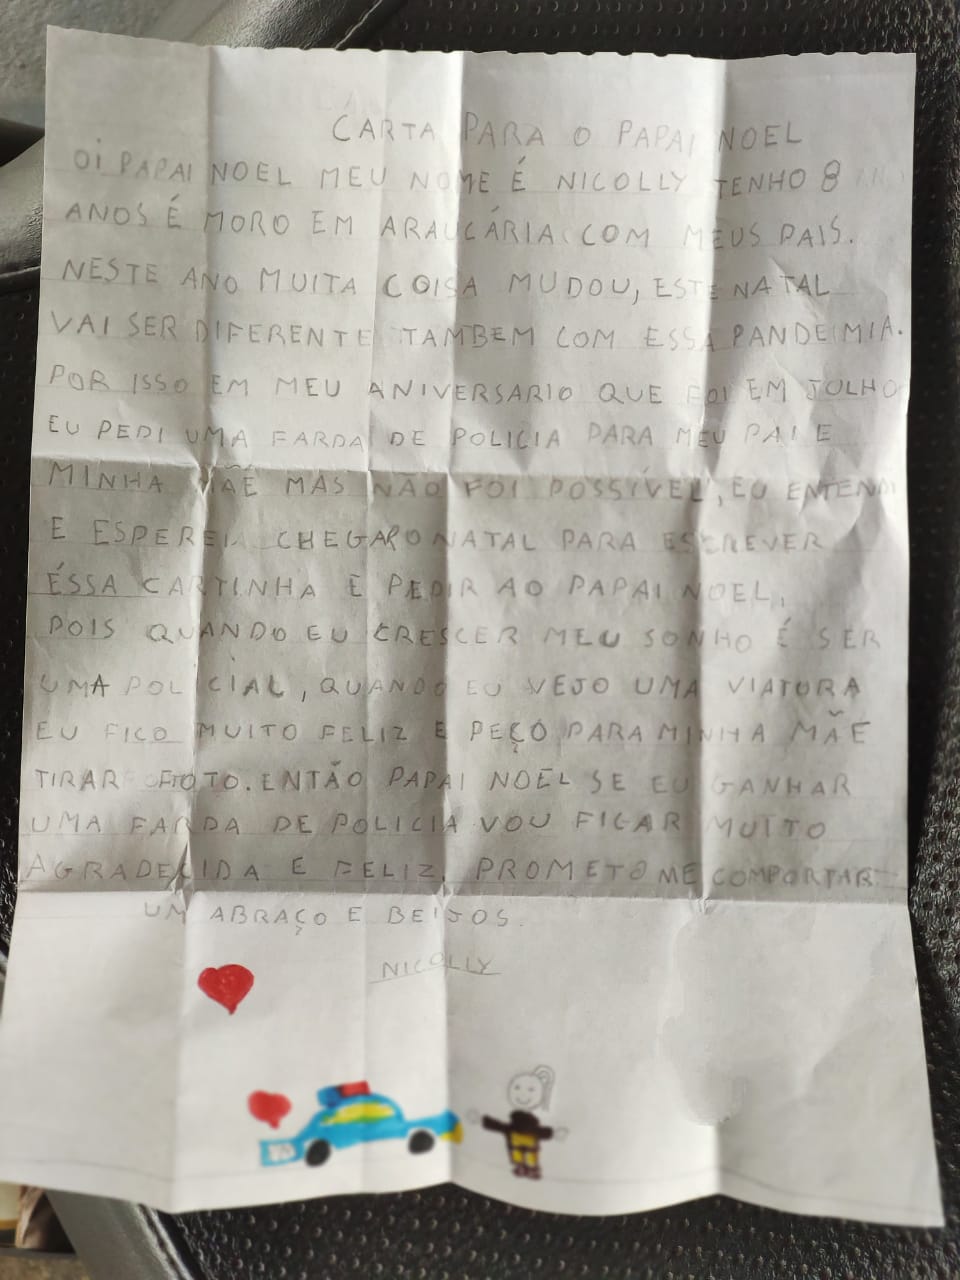 CARTA PARA O PAPAI NOEL
OI PAPAI NOEL MEU NOME É NICOLLY TENHO 8
ANOS É MORO EM ARAUCÁRIA COM MEUS PAIS.
NESTE ANO MUITA COISA MUDOU, ESTE NATAL
VAI SER DIFERENTE TAMBEM COM ESSA PANDEIMIA.
POR ISSO EM MEU ANIVERSARIO QUE FOI EM JULHO
EU PEDI UMA FARDA DE POLICIA PARA MEU PAI E
MINHA MÃE MAS NÃO FOI POSSÍVEL, EU ENTENDI
E ESPEREI CHEGAR O NATAL PARA ESCREVER
ÉSSA CARTINHA E PEDIR AO PAPAI NOEL,
POIS QUANDO EU CRESCER MEU SONHO É SER
UMA POLICIAL, QUANDO EU VEJO UMA VIATURA
EU FICO MUITO FELIZ E PEÇO PARA MINHA MÃE
TIRAR FOTO. ENTÃO PAPAI NOEL SE EU GANHAR
UMA FARDA DE POLICIA VOU FICAR MUITO
AGRADECIDA E FELIZ. PROMETO ME COMPORTAR
UM ABRAÇO E BEIJOS.
NICOLLY